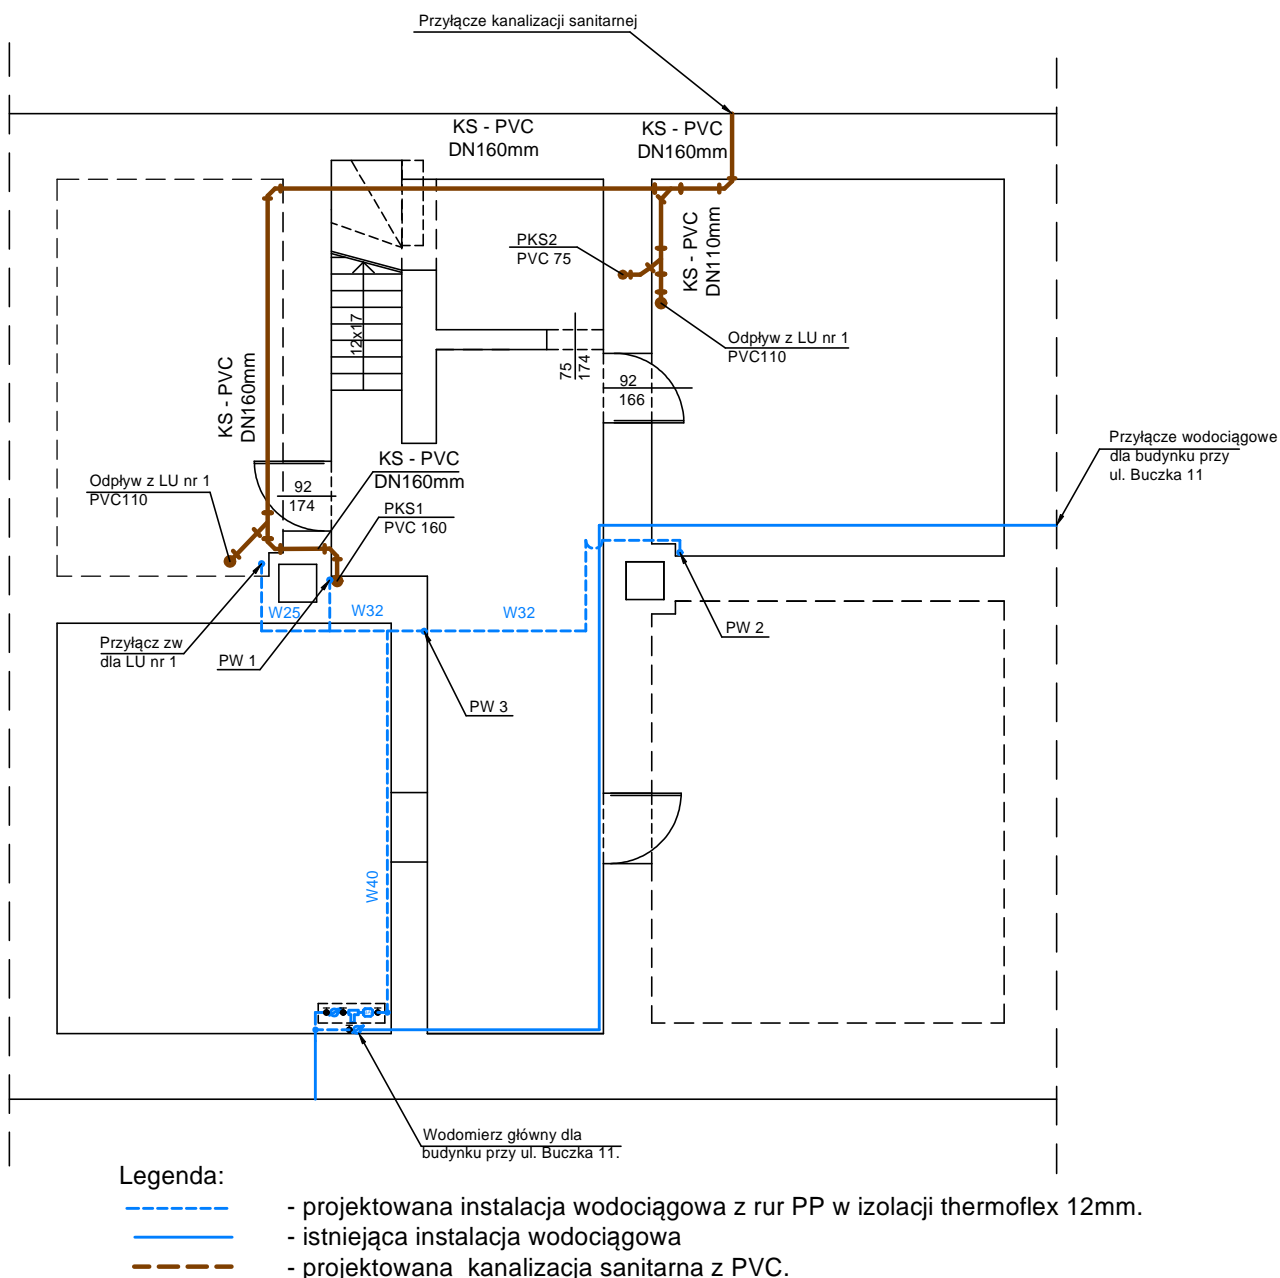 Przyłącze kanalizacji sanitarnej
KS - PVC
DN160mm
KS - PVC
DN160mm
PKS2
PVC 75
KS - PVC
DN110mm
12x17
Odpływ z LU nr 1
PVC110
75
174
92
166
KS - PVC
DN160mm
Przyłącze wodociągowe
dla budynku przy
ul. Buczka 11
KS - PVC
DN160mm
Odpływ z LU nr 1
PVC110
92
174
PKS1
PVC 160
W25
W32
W32
Przyłącz zw
dla LU nr 1
PW 1
PW 2
PW 3
W40
Wodomierz główny dla
budynku przy ul. Buczka 11.
Legenda:
- projektowana instalacja wodociągowa z rur PP w izolacji thermoflex 12mm.
- istniejąca instalacja wodociągowa
- projektowana kanalizacja sanitarna z PVC.